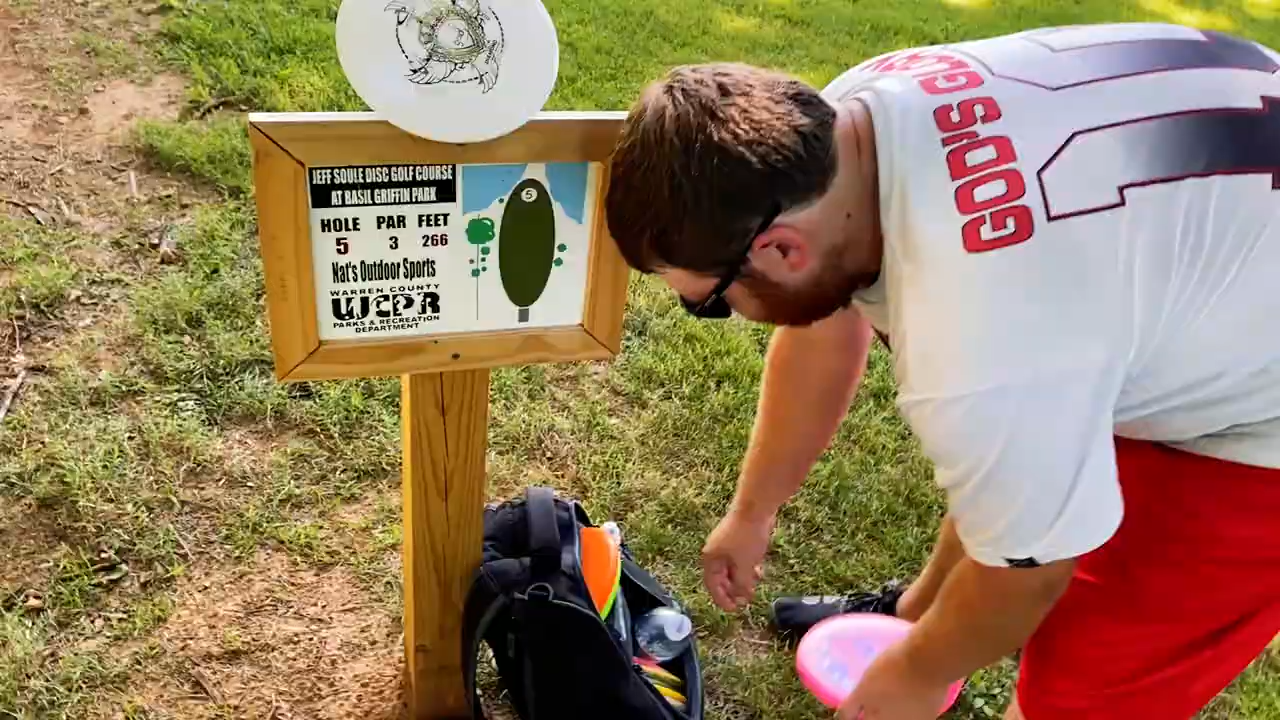 JEFF SOULE DISC GOLF COURSE
AT BASIL GRIFFIN PARK
HOLE PAR FEET
5 3 266
Nat's Outdoor Sports
WARREN COUNTY
WCPR
PARKS & RECREATION
DEPARTMENT
5
GOOD'S